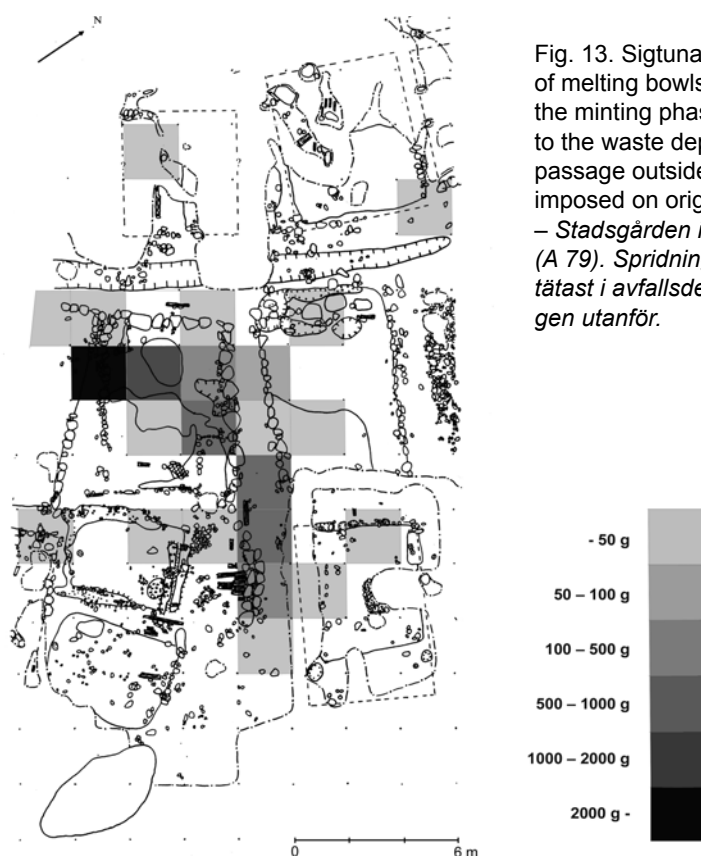 N
Fig. 13. Sigtuna
of melting bowls
the minting phas
to the waste dep
passage outside
imposed on orig
– Stadsgården i
(A 79). Spridnin
tätast i avfallsde
gen utanför.
- 50 g
50 – 100 g
100 – 500 g
500 – 1000 g
1000 – 2000 g
2000 g -
0
6 m